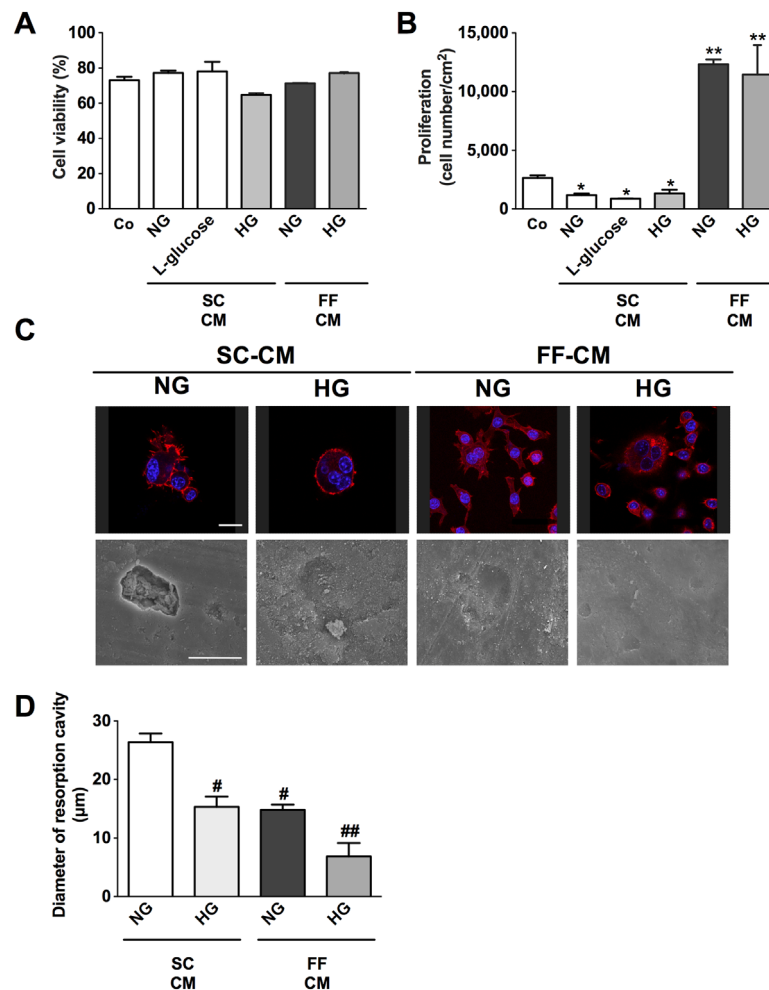 A
Cell viability (%)
100
80
60
40
20
0
Co
NG
L-glucose
HG
NG
HG
SC
CM
FF
CM
B
Proliferation
(cell number/cm²)
15,000
10,000
5,000
0
*
*
*
**
**
Co
NG
L-glucose
HG
NG
HG
SC
CM
FF
CM
C
SC-CM
FF-CM
NG
HG
NG
HG
D
Diameter of resorption cavity
(µm)
30
20
10
0
#
#
##
NG
HG
NG
HG
SC
CM
FF
CM